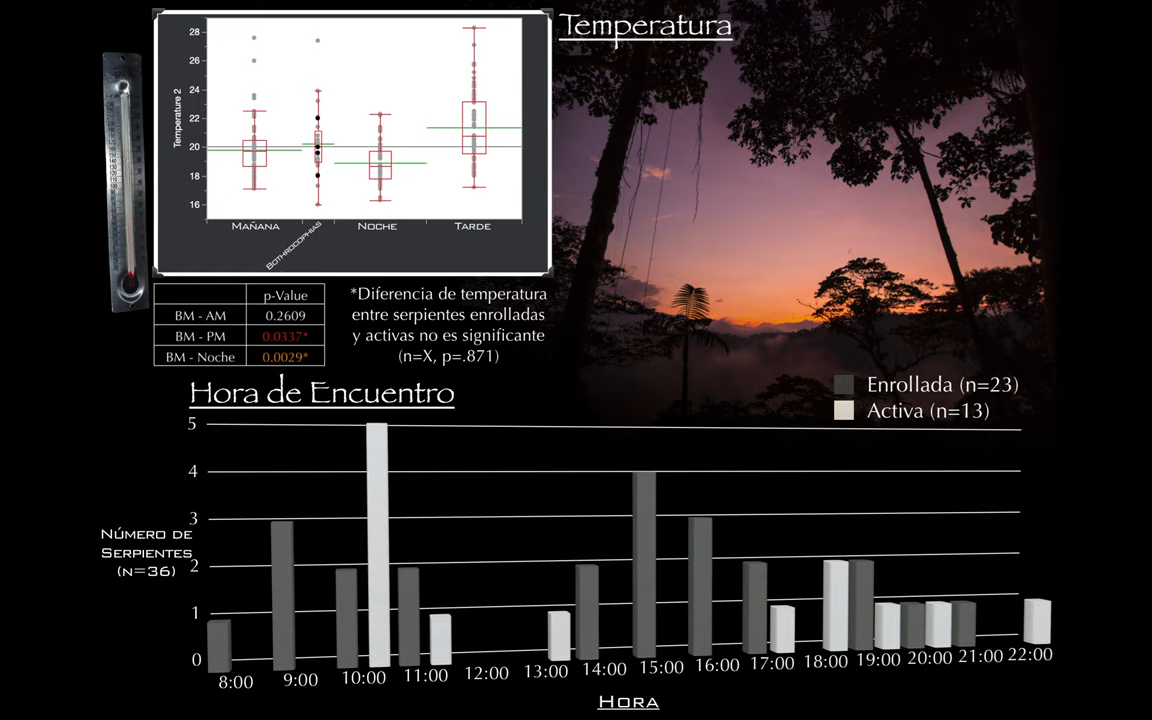 Temperatura
28
26
24
22
20
18
16
Temperature 2
MAÑANA
BOTHROCOPHIAS
NOCHE
TARDE
p-Value
BM - AM 0.2609
BM - PM 0.0337*
BM - Noche 0.0029*
*Diferencia de temperatura
entre serpientes enrolladas
y activas no es significante
(n=X, p=.871)
Hora de Encuentro
Enrollada (n=23)
Activa (n=13)
5
4
3
2
1
0
NÚMERO DE
SERPIENTES
(N=36)
8:00 9:00 10:00 11:00 12:00 13:00 14:00 15:00 16:00 17:00 18:00 19:00 20:00 21:00 22:00
HORA